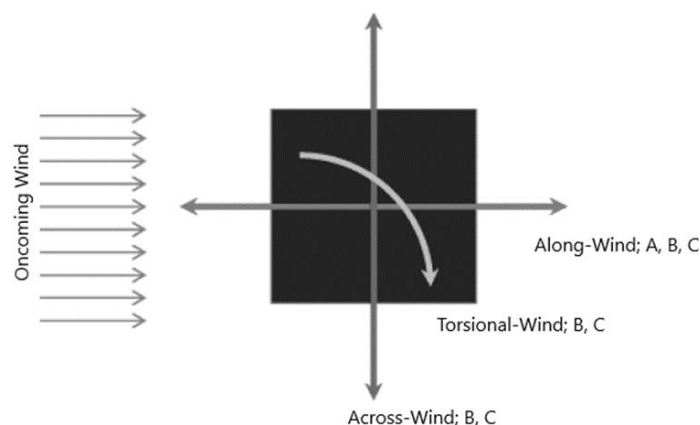 Oncoming Wind
Along-Wind; A, B, C
Torsional-Wind; B, C
Across-Wind; B, C